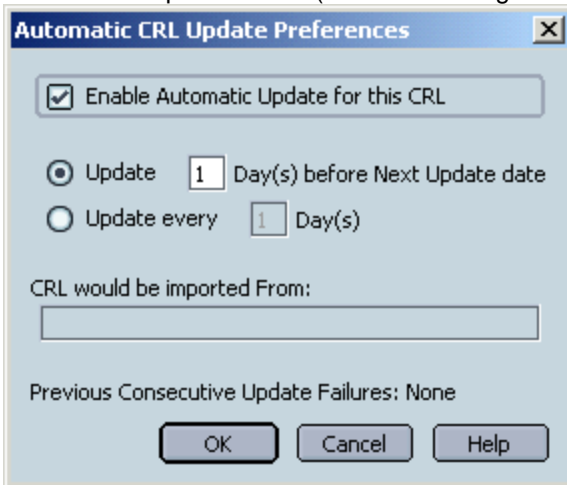 Automatic CRL Update Preferences
Enable Automatic Update for this CRL
Update 1 Day(s) before Next Update date
Update every 1 Day(s)
CRL would be imported From:
Previous Consecutive Update Failures: None
OK Cancel Help